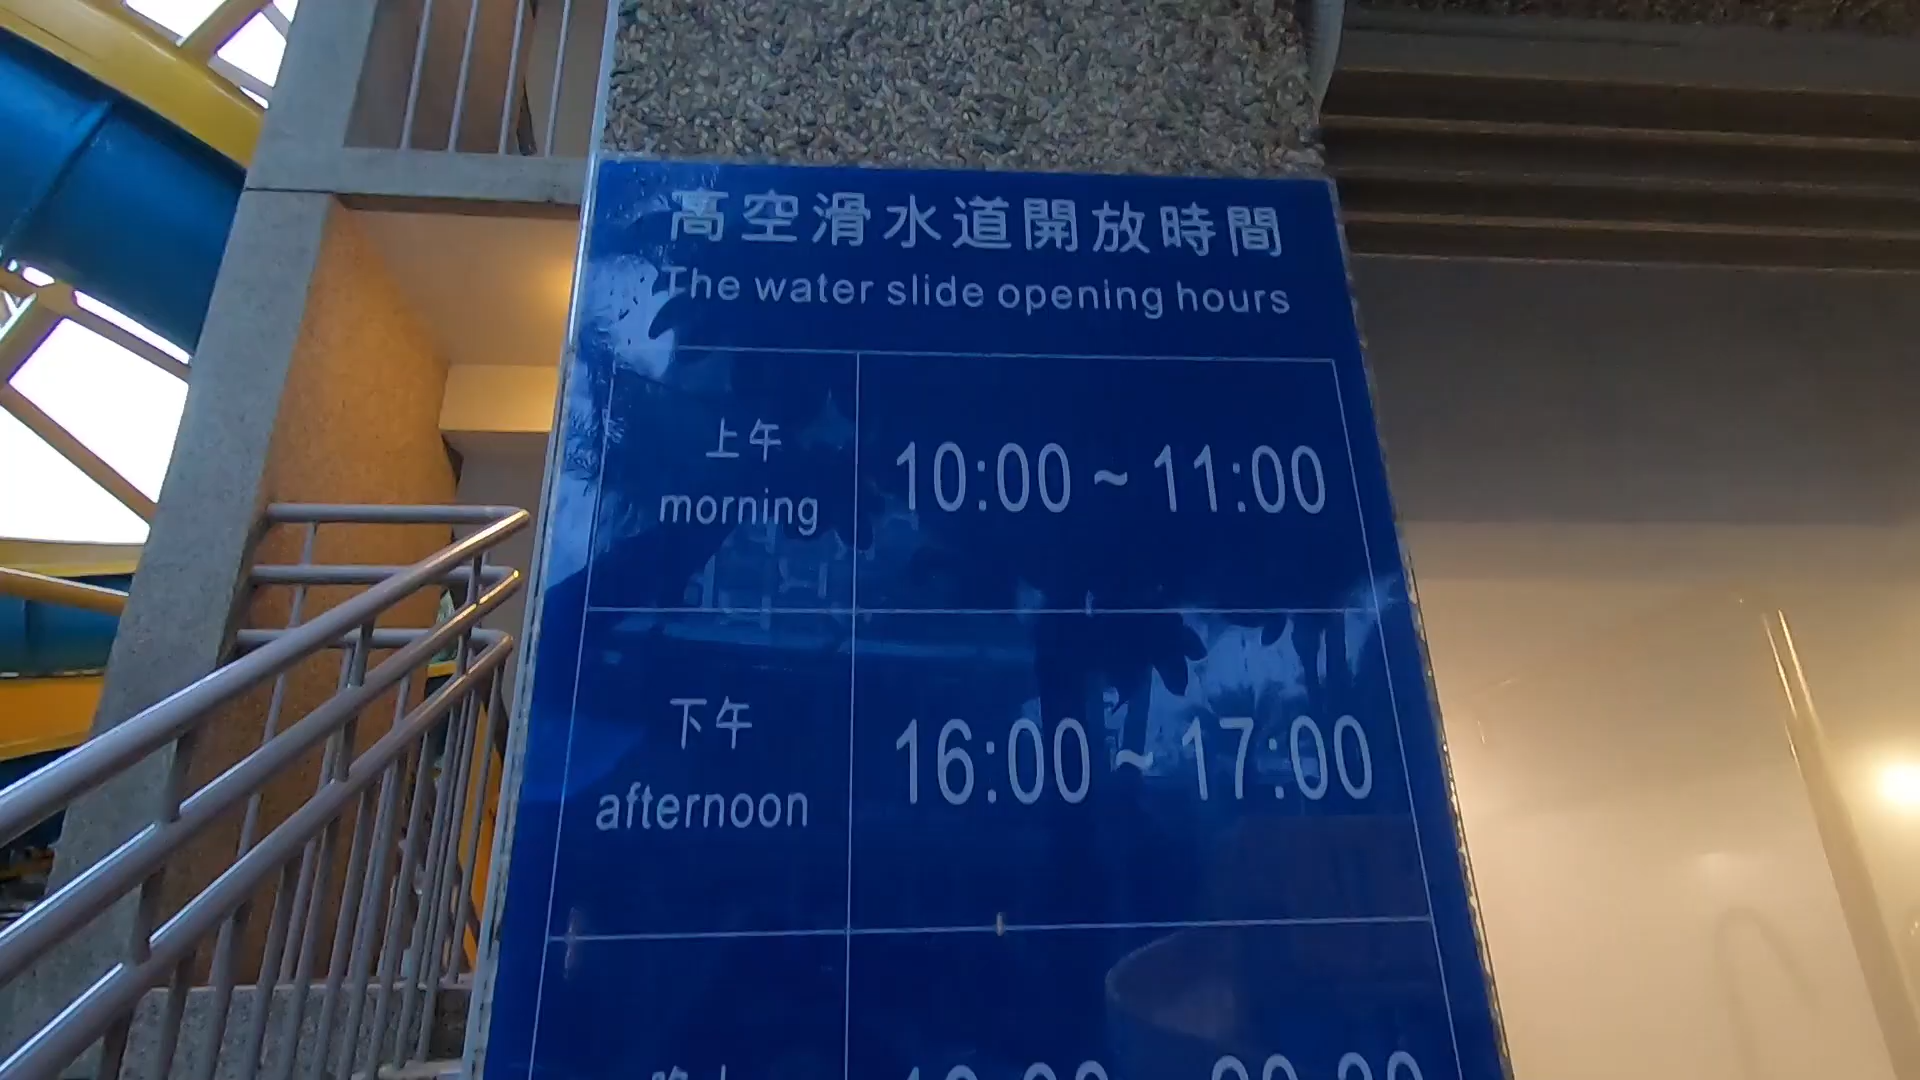 高空滑水道開放時間
The water slide opening hours
上午
morning
10:00 ~ 11:00
下午
afternoon
16:00 ~ 17:00